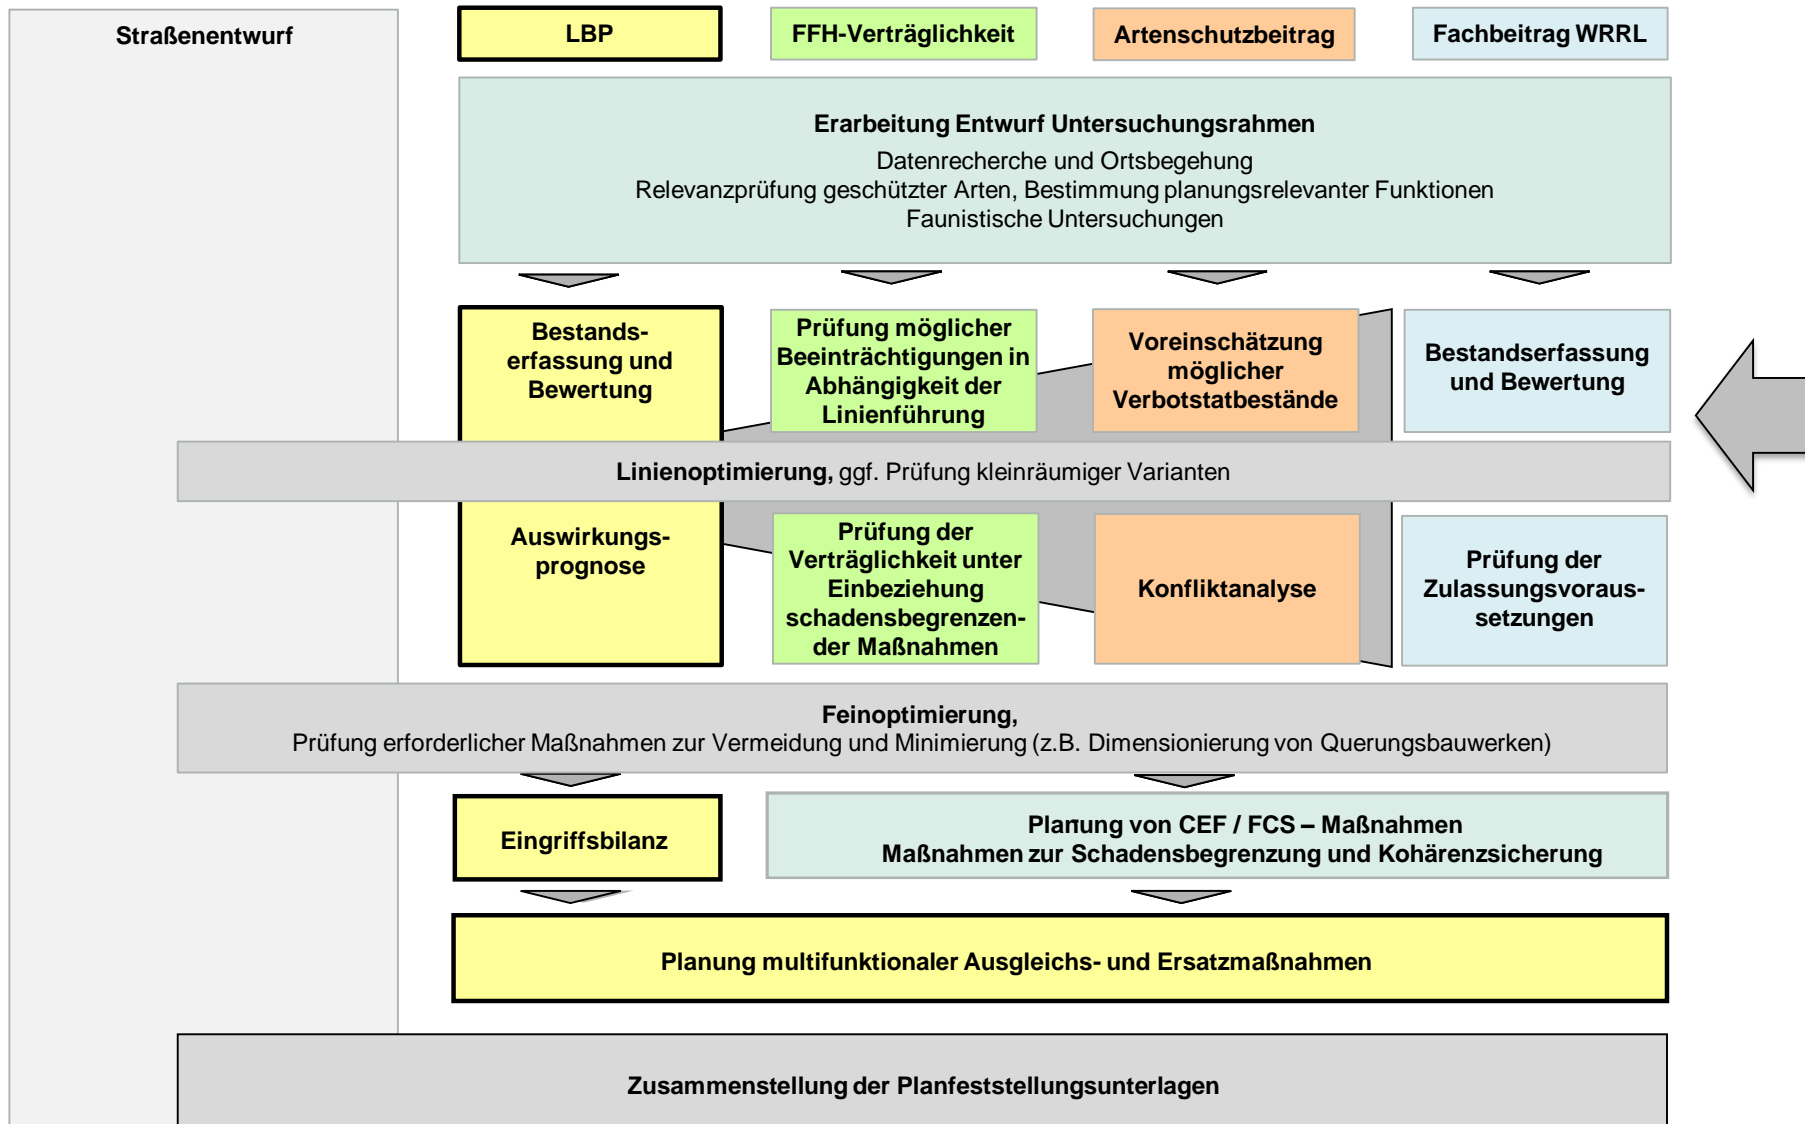 Straßenentwurf
LBP
FFH-Verträglichkeit
Artenschutzbeitrag
Fachbeitrag WRRL
Erarbeitung Entwurf Untersuchungsrahmen
Datenrecherche und Ortsbegehung
Relevanzprüfung geschützter Arten, Bestimmung planungsrelevanter Funktionen
Faunistische Untersuchungen
Bestands-
erfassung und
Bewertung
Prüfung möglicher
Beeinträchtigungen in
Abhängigkeit der
Linienführung
Voreinschätzung
möglicher
Verbotstatbestände
Bestandserfassung
und Bewertung
Linienoptimierung, ggf. Prüfung kleinräumiger Varianten
Auswirkungs-
prognose
Prüfung der
Verträglichkeit unter
Einbeziehung
schadensbegrenzen-
der Maßnahmen
Konfliktanalyse
Prüfung der
Zulassungsvoraus-
setzungen
Feinoptimierung,
Prüfung erforderlicher Maßnahmen zur Vermeidung und Minimierung (z.B. Dimensionierung von Querungsbauwerken)
Eingriffsbilanz
Planung von CEF / FCS – Maßnahmen
Maßnahmen zur Schadensbegrenzung und Kohärenzsicherung
Planung multifunktionaler Ausgleichs- und Ersatzmaßnahmen
Zusammenstellung der Planfeststellungsunterlagen